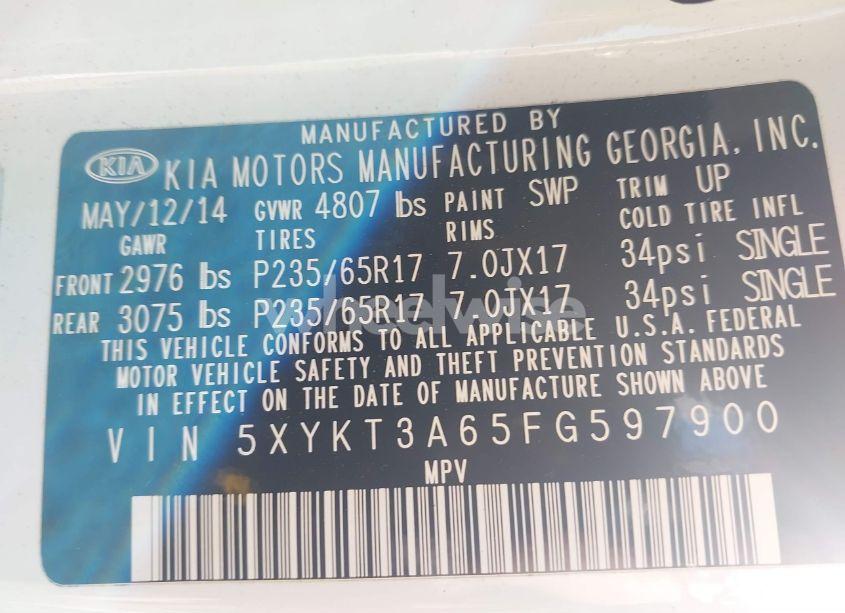 MANUFACTURED BY
KIA KIA MOTORS MANUFACTURING GEORGIA, INC.
MAY/12/14 GVWR 4807 lbs PAINT SWP TRIM UP
GAWR TIRES RIMS COLD TIRE INFL
FRONT 2976 lbs P235/65R17 7.0JX17 34psi SINGLE
REAR 3075 lbs P235/65R17 7.0JX17 34psi SINGLE
wheelwise
THIS VEHICLE CONFORMS TO ALL APPLICABLE U.S.A. FEDERAL
MOTOR VEHICLE SAFETY AND THEFT PREVENTION STANDARDS
IN EFFECT ON THE DATE OF MANUFACTURE SHOWN ABOVE
VIN 5XYKT3A65FG597900
MPV